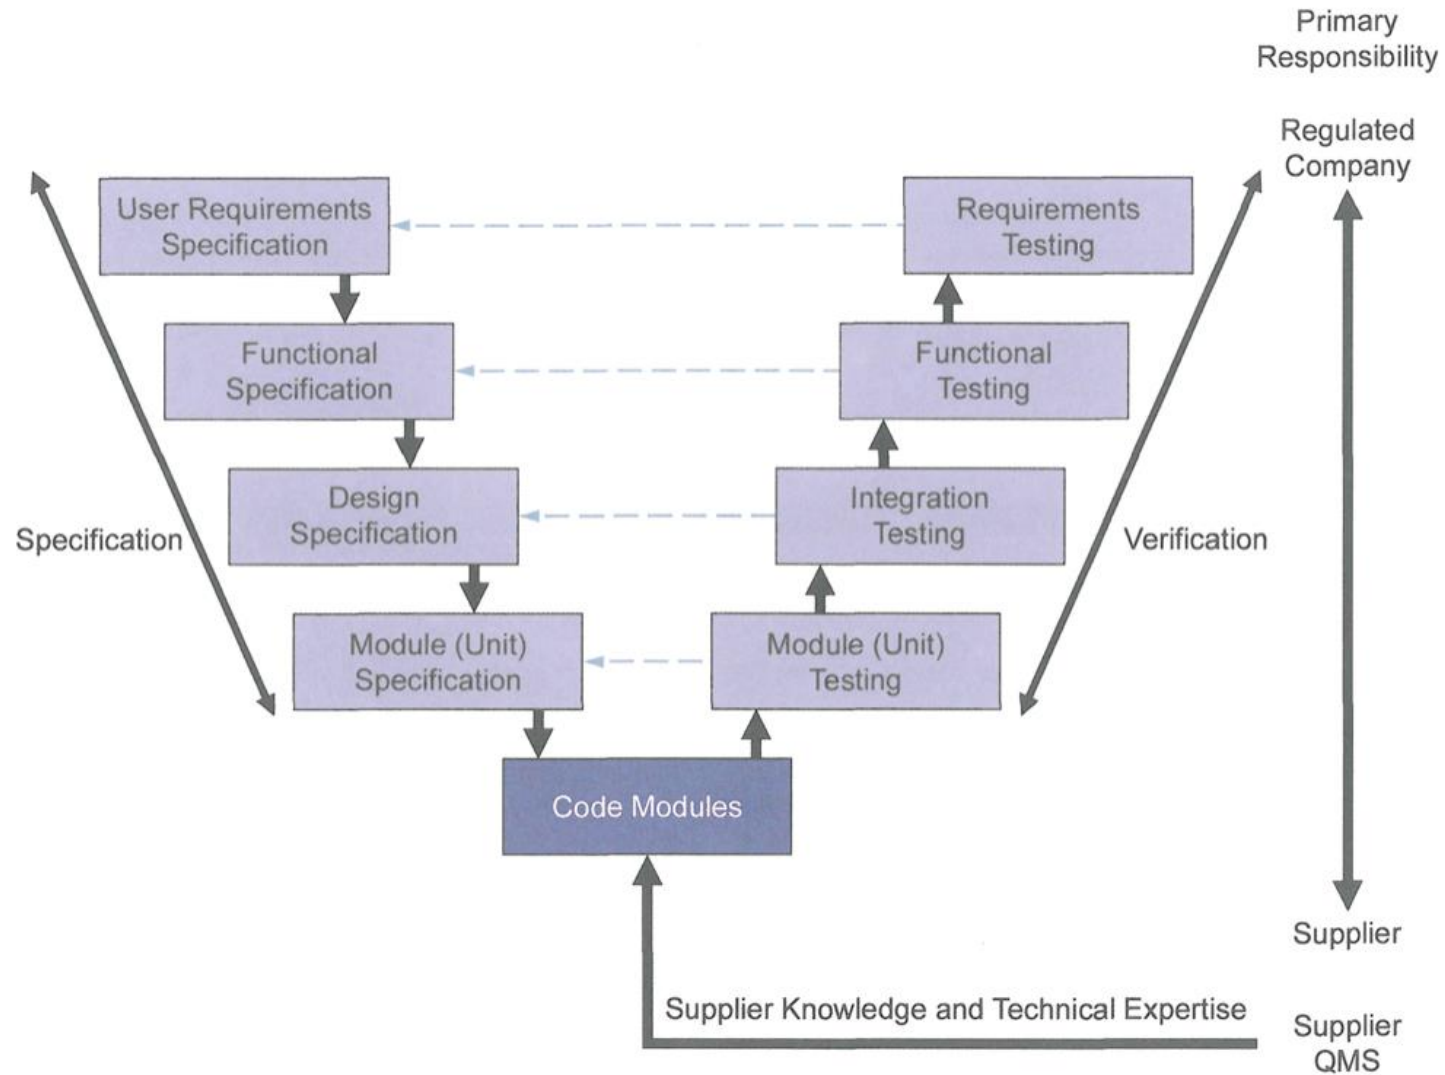 Primary
Responsibility
Regulated
Company
User Requirements
Specification
Requirements
Testing
Functional
Specification
Functional
Testing
Design
Specification
Integration
Testing
Specification
Verification
Module (Unit)
Specification
Module (Unit)
Testing
Code Modules
Supplier
Supplier Knowledge and Technical Expertise
Supplier
QMS